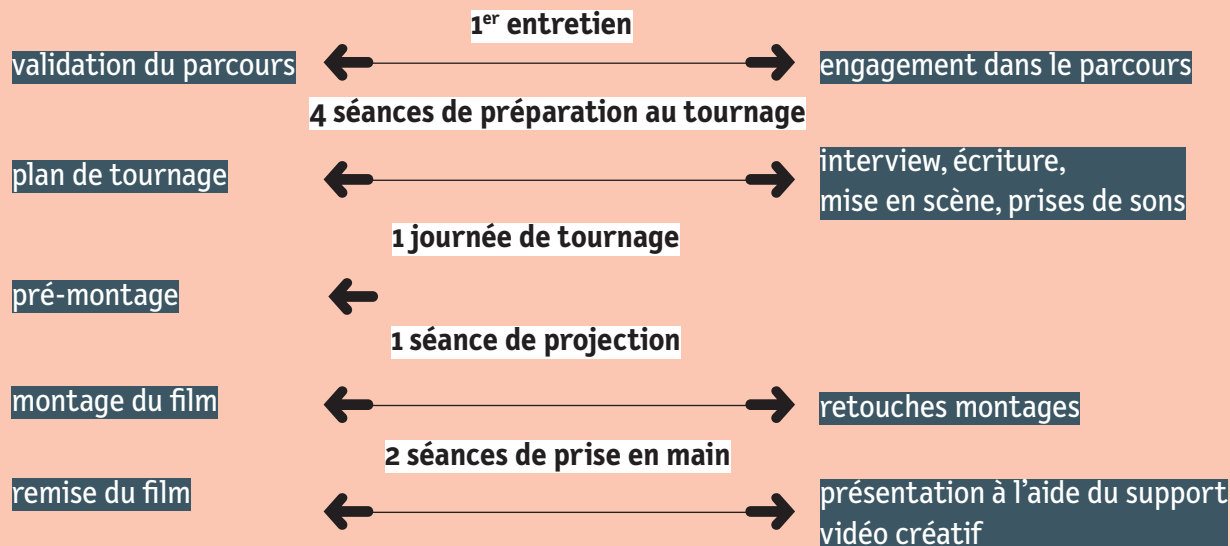 1er entretien
validation du parcours
engagement dans le parcours
4 séances de préparation au tournage
plan de tournage
interview, écriture,
mise en scène, prises de sons
1 journée de tournage
pré-montage
1 séance de projection
montage du film
retouches montages
2 séances de prise en main
remise du film
présentation à l'aide du support
vidéo créatif